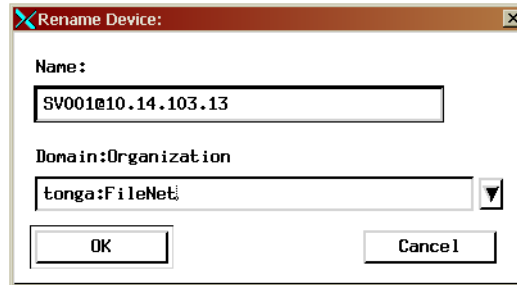 Rename Device:
Name:
SV001@10.14.103.13
Domain:Organization
tonga:FileNet
OK Cancel